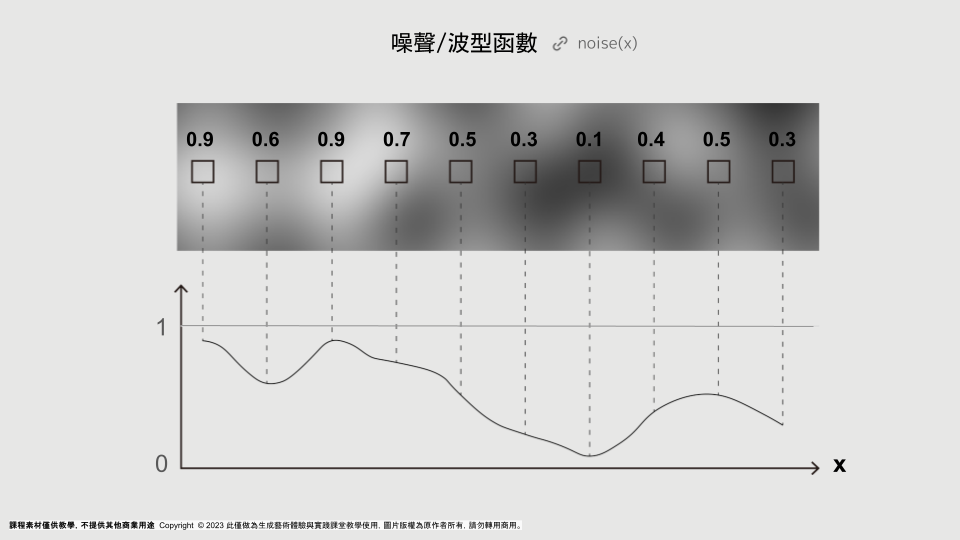 噪聲/波型函數 noise(x)
0.9 0.6 0.9 0.7 0.5 0.3 0.1 0.4 0.5 0.3
1
0
x
課程素材僅供教學, 不提供其他商業用途 Copyright © 2023 此僅做為生成藝術體驗與實踐課堂教學使用, 圖片版權為原作者所有, 請勿轉用商用。